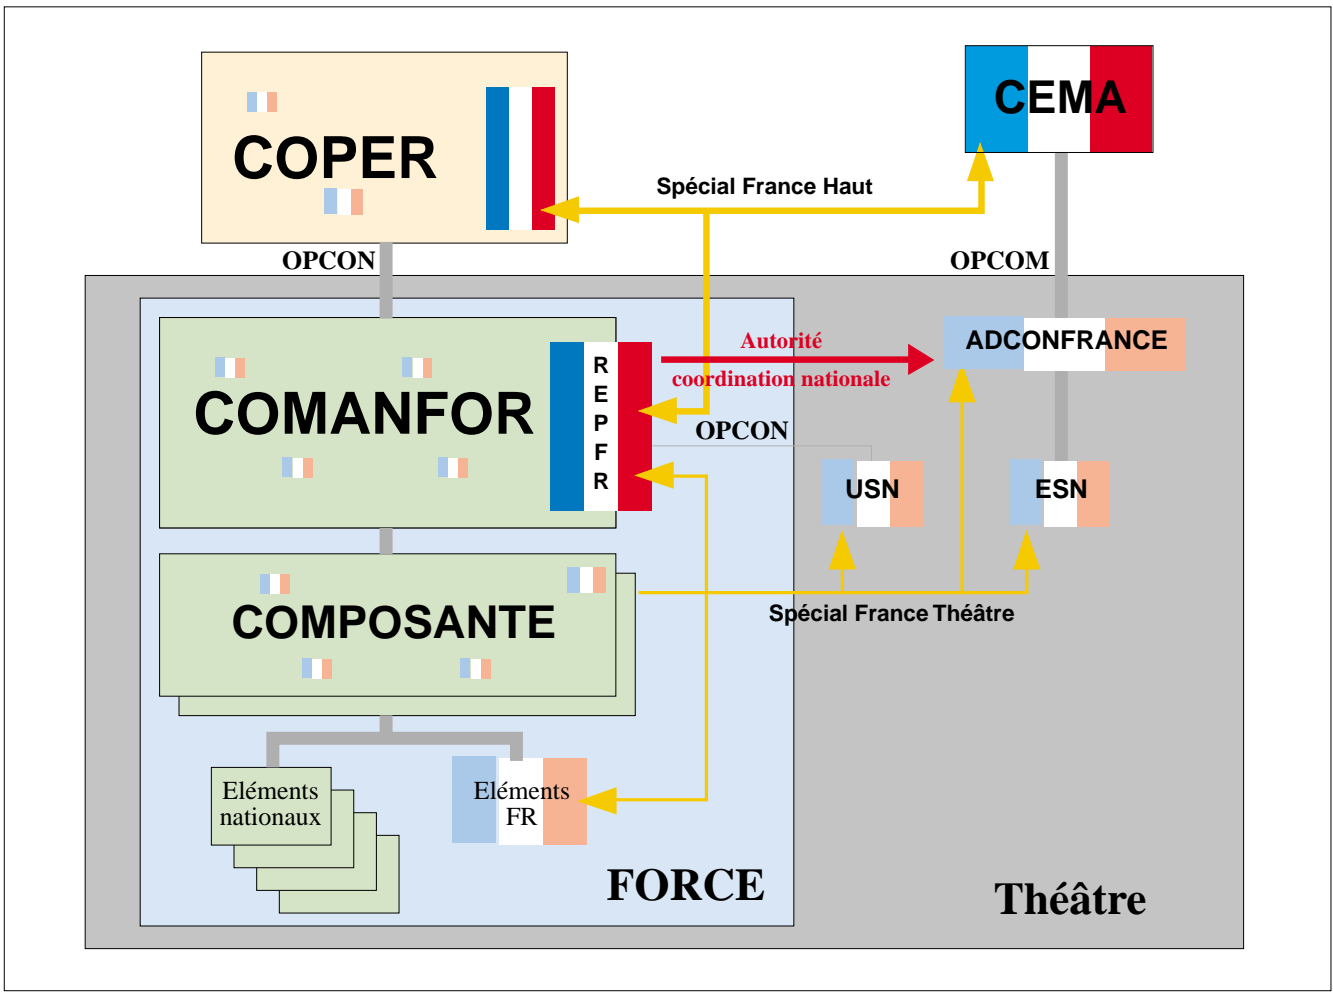 CEMA
COPER
Spécial France Haut
OPCON
OPCOM
Autorité
coordination nationale
ADCONFRANCE
COMANFOR
R
E
P
F
R
OPCON
USN
ESN
COMPOSANTE
Spécial France Théâtre
Eléments
nationaux
Eléments
FR
FORCE
Théâtre